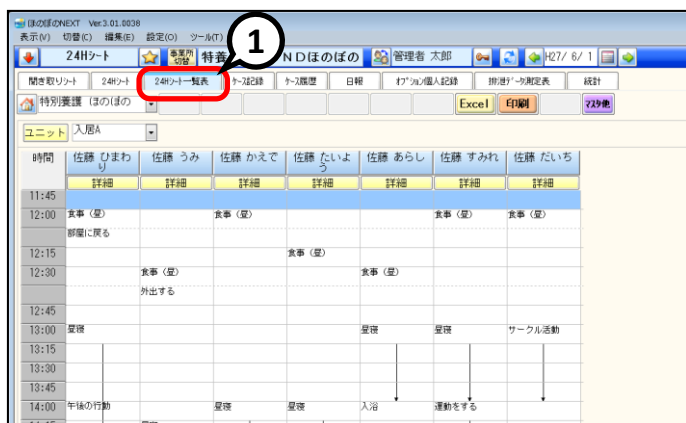 ほのぼのNEXT Ver.3.01.0038
表示(V) 切替(C) 編集(E) 設定(O) ツール(T)
24Hシート 事業所切替 特養 NDほのぼの 管理者 太郎 H27/ 6/ 1
1
聞き取りシート 24Hシート 24Hシート一覧表 ケース記録 ケース履歴 日報 オプション個人記録 排泄データ測定表 統計
特別養護 ほのぼの Excel 印刷 マスタ他
ユニット 入居A
時間 佐藤 ひまわり 佐藤 うみ 佐藤 かえで 佐藤 たいよう 佐藤 あらし 佐藤 すみれ 佐藤 だいち
詳細 詳細 詳細 詳細 詳細 詳細 詳細
11:45
12:00 食事（昼） 食事（昼） 食事（昼） 食事（昼）
部屋に戻る
12:15 食事（昼）
12:30 食事（昼） 食事（昼）
外出する
12:45
13:00 昼寝 昼寝 昼寝 サークル活動
13:15
13:30
13:45
14:00 午後の行動 昼寝 昼寝 入浴 運動をする